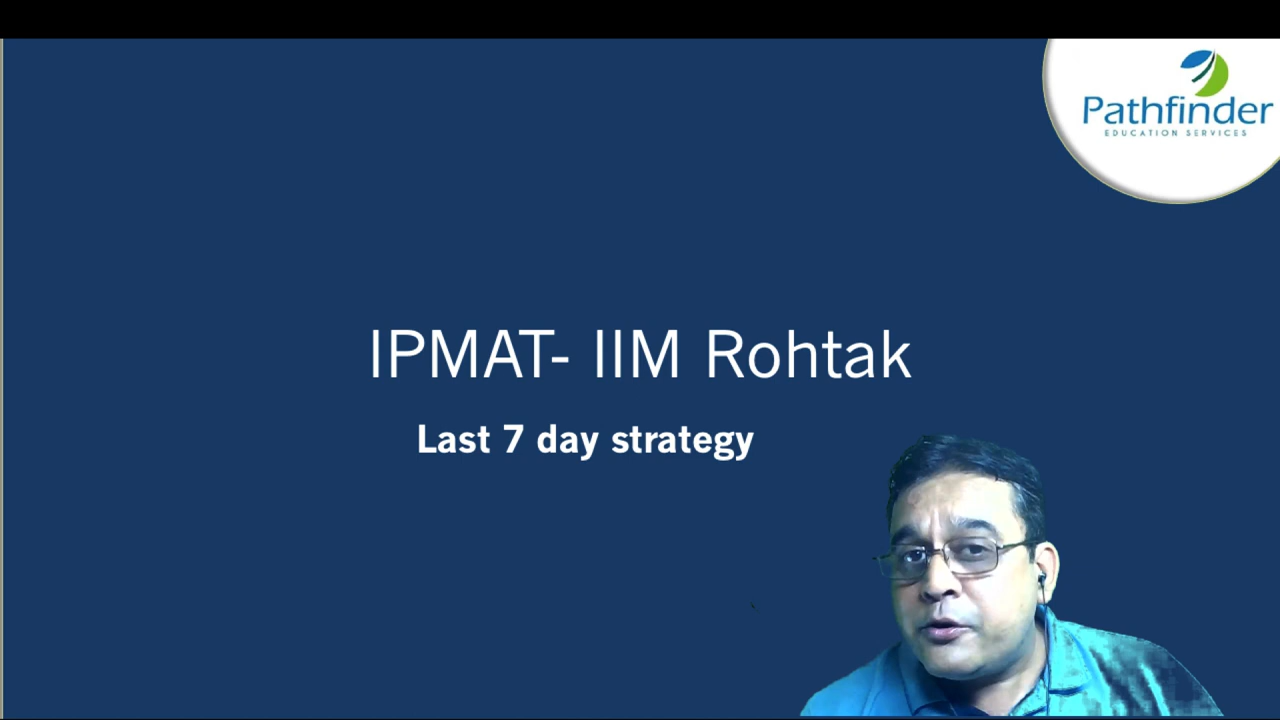 Pathfinder
EDUCATION SERVICES
IPMAT- IIM Rohtak
Last 7 day strategy